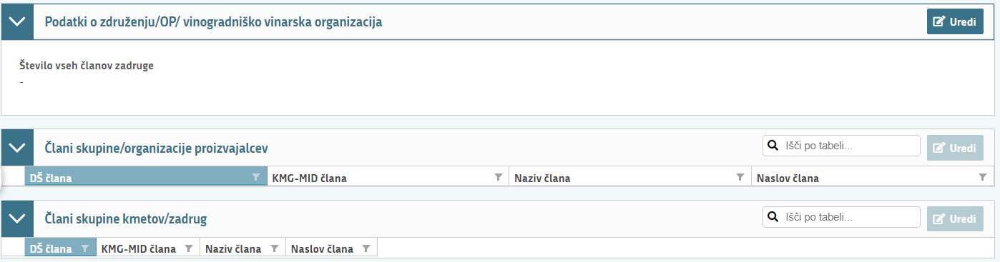 Podatki o združenju/OP/ vinogradniško vinarska organizacija Uredi
Število vseh članov zadruge
-
Člani skupine/organizacije proizvajalcev Išči po tabeli... Uredi
DŠ člana KMG-MID člana Naziv člana Naslov člana
Člani skupine kmetov/zadrug Išči po tabeli... Uredi
DŠ člana KMG-MID člana Naziv člana Naslov člana